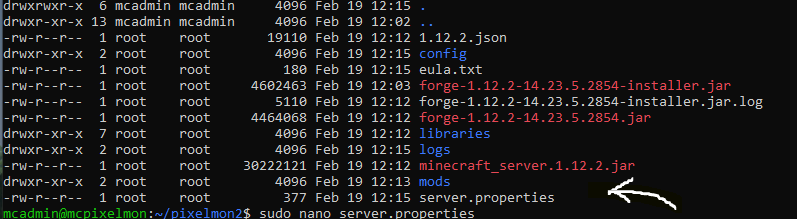 drwxrwxr-x 6 mcadmin mcadmin 4096 Feb 19 12:15 .
drwxr-xr-x 13 mcadmin mcadmin 4096 Feb 19 12:02 ..
-rw-r--r-- 1 root root 19110 Feb 19 12:12 1.12.2.json
drwxr-xr-x 2 root root 4096 Feb 19 12:15 config
-rw-r--r-- 1 root root 180 Feb 19 12:15 eula.txt
-rw-r--r-- 1 root root 4602463 Feb 19 12:03 forge-1.12.2-14.23.5.2854-installer.jar
-rw-r--r-- 1 root root 5110 Feb 19 12:12 forge-1.12.2-14.23.5.2854-installer.jar.log
-rw-r--r-- 1 root root 4464068 Feb 19 12:12 forge-1.12.2-14.23.5.2854.jar
drwxr-xr-x 7 root root 4096 Feb 19 12:12 libraries
drwxr-xr-x 2 root root 4096 Feb 19 12:15 logs
-rw-r--r-- 1 root root 30222121 Feb 19 12:12 minecraft_server.1.12.2.jar
drwxr-xr-x 2 root root 4096 Feb 19 12:13 mods
-rw-r--r-- 1 root root 377 Feb 19 12:15 server.properties
mcadmin@mcpixelmon:~/pixelmon2$ sudo nano server.properties